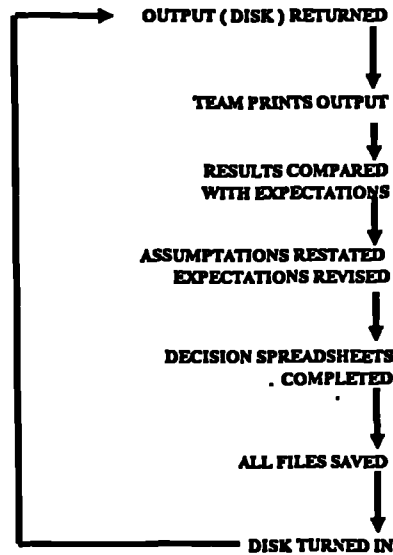 OUTPUT ( DISK ) RETURNED
TEAM PRINTS OUTPUT
RESULTS COMPARED
WITH EXPECTATIONS
ASSUMPTATIONS RESTATED
EXPECTATIONS REVISED
DECISION SPREADSHEETS
COMPLETED
ALL FILES SAVED
DISK TURNED IN